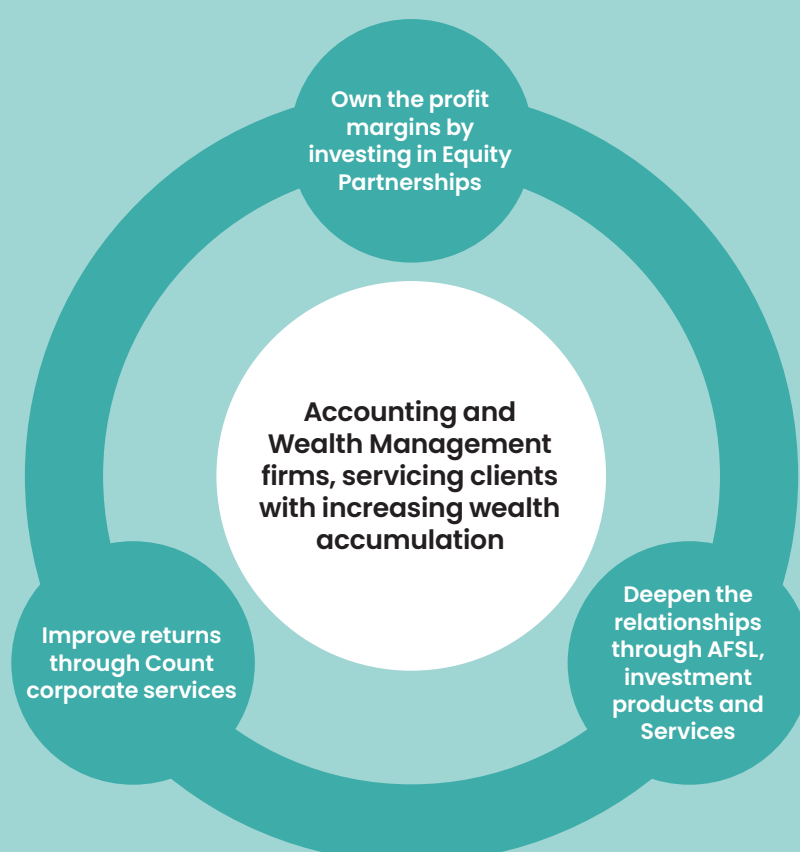 Own the profit
margins by
investing in Equity
Partnerships
Accounting and
Wealth Management
firms, servicing clients
with increasing wealth
accumulation
Improve returns
through Count
corporate services
Deepen the
relationships
through AFSL,
investment
products and
Services